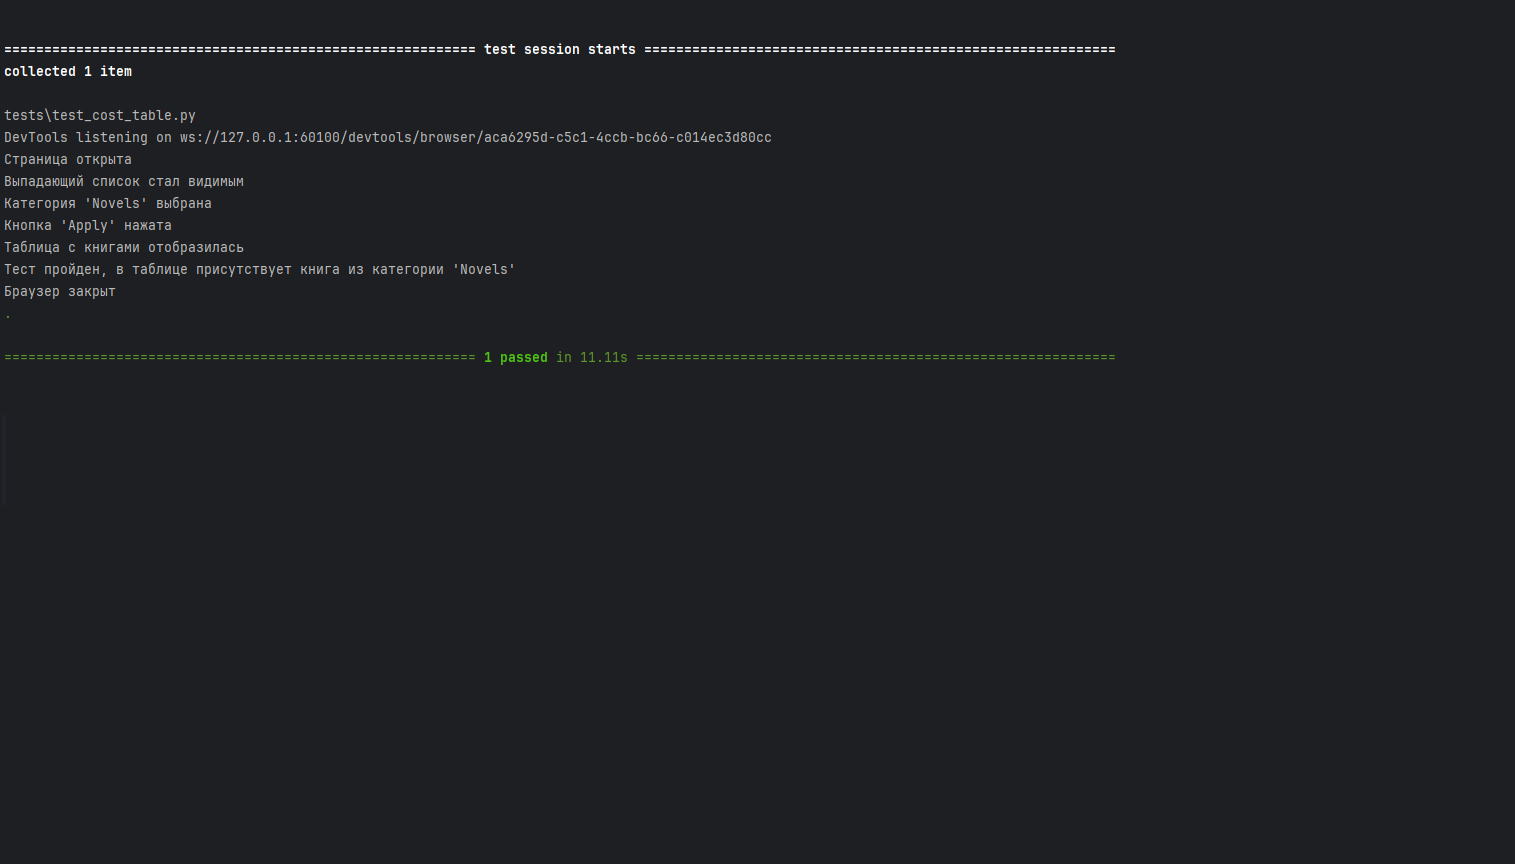 =========================================================== test session starts ===========================================================
collected 1 item
tests\test_cost_table.py
DevTools listening on ws://127.0.0.1:60100/devtools/browser/aca6295d-c5c1-4ccb-bc66-c014ec3d80cc
Страница открыта
Выпадающий список стал видимым
Категория 'Novels' выбрана
Кнопка 'Apply' нажата
Таблица с книгами отобразилась
Тест пройден, в таблице присутствует книга из категории 'Novels'
Браузер закрыт
.
=========================================================== 1 passed in 11.11s ============================================================